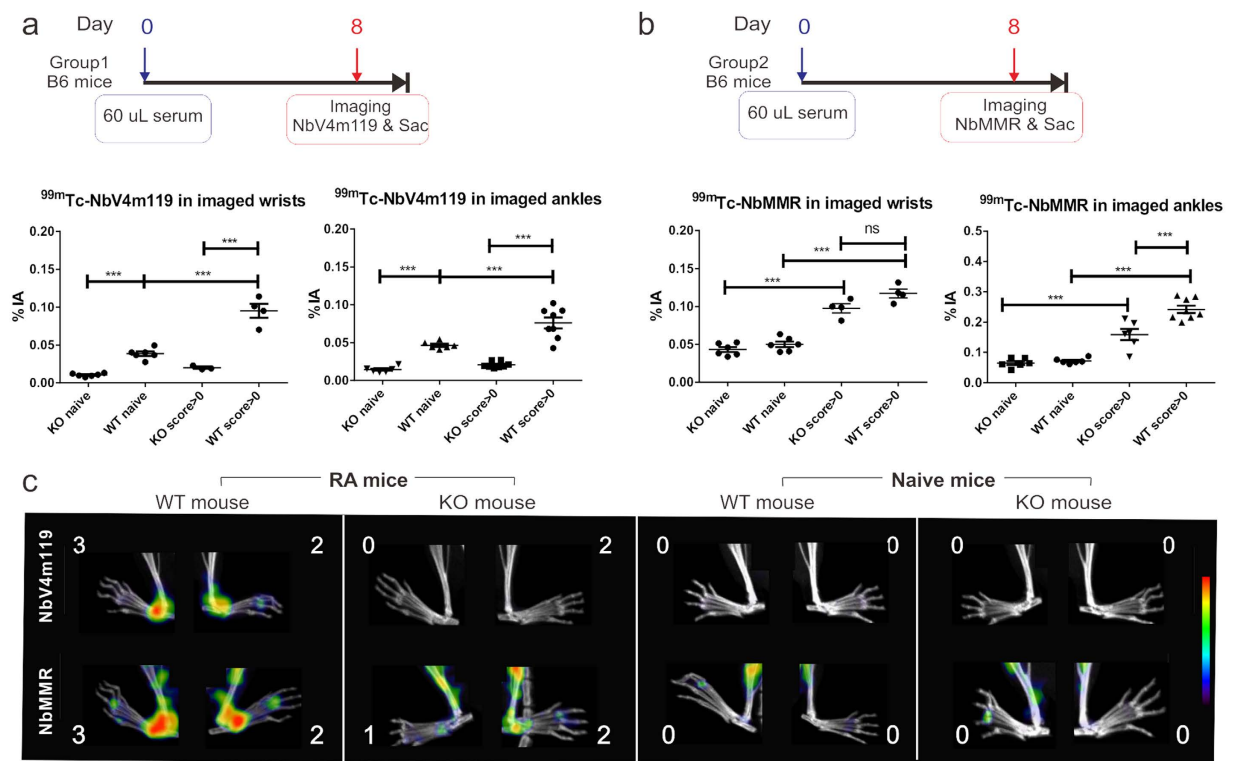 a
Day 0 8
Group1
B6 mice
60 uL serum
Imaging
NbV4m119 & Sac
99mTc-NbV4m119 in imaged wrists
%IA
0.20
0.15
0.10
0.05
0.00
***
***
***
KO naive
WT naive
KO score>0
WT score>0
99mTc-NbV4m119 in imaged ankles
%IA
0.20
0.15
0.10
0.05
0.00
***
***
***
KO naive
WT naive
KO score>0
WT score>0
b
Day 0 8
Group2
B6 mice
60 uL serum
Imaging
NbMMR & Sac
99mTc-NbMMR in imaged wrists
%IA
0.20
0.15
0.10
0.05
0.00
ns
***
***
KO naive
WT naive
KO score>0
WT score>0
99mTc-NbMMR in imaged ankles
%IA
0.5
0.4
0.3
0.2
0.1
0.0
***
***
***
KO naive
WT naive
KO score>0
WT score>0
c
RA mice Naive mice
WT mouse KO mouse WT mouse KO mouse
NbV4m119
3 2 0 2 0 0 0 0
NbMMR
3 2 1 2 0 0 0 0